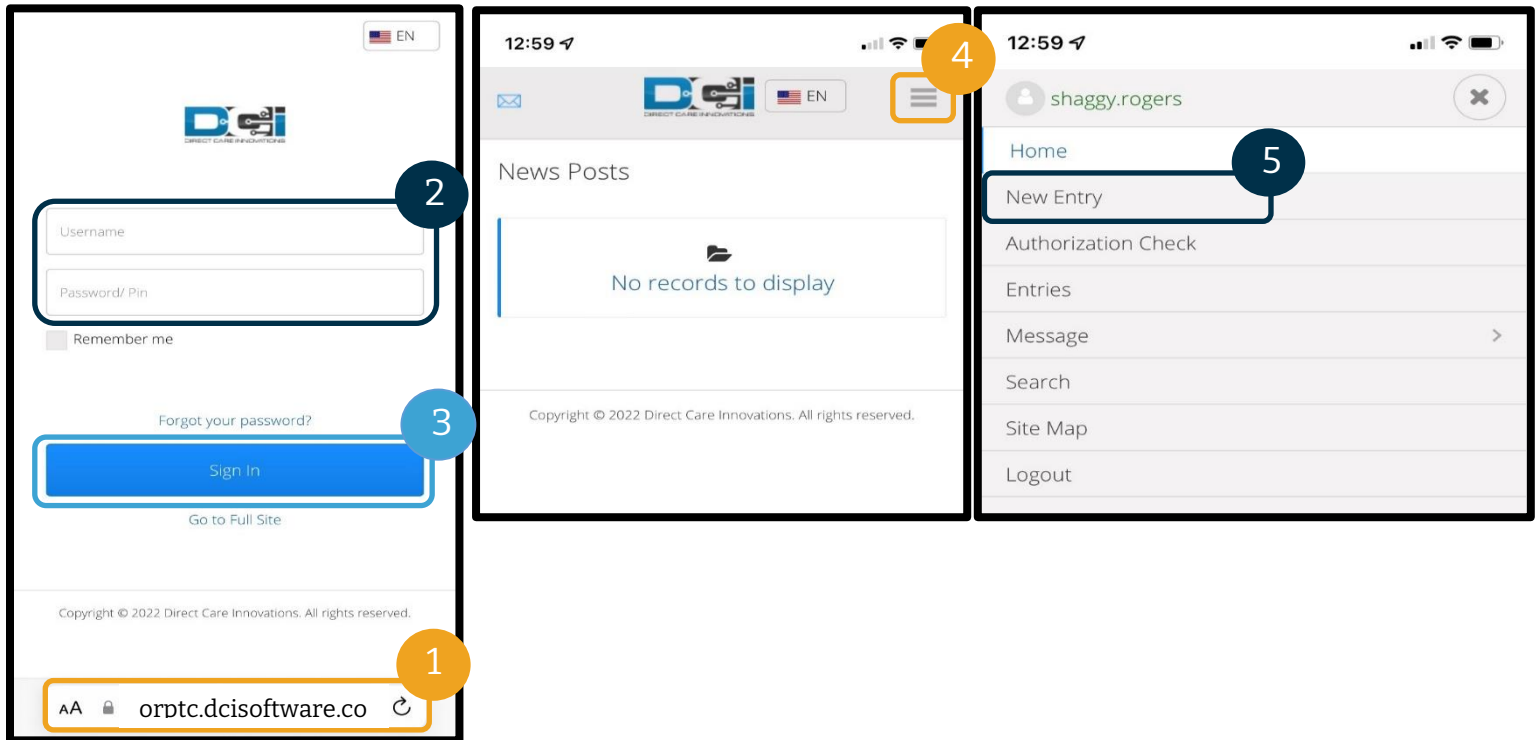 EN
DCI
DIRECT CARE INNOVATIONS
2
Username
Password/ Pin
Remember me
Forgot your password?
3
Sign In
Go to Full Site
Copyright © 2022 Direct Care Innovations. All rights reserved.
1
AA orptc.dcisoftware.co
12:59
4
DCI
DIRECT CARE INNOVATIONS
EN
News Posts
No records to display
Copyright © 2022 Direct Care Innovations. All rights reserved.
12:59
shaggy.rogers
Home
5
New Entry
Authorization Check
Entries
Message
Search
Site Map
Logout